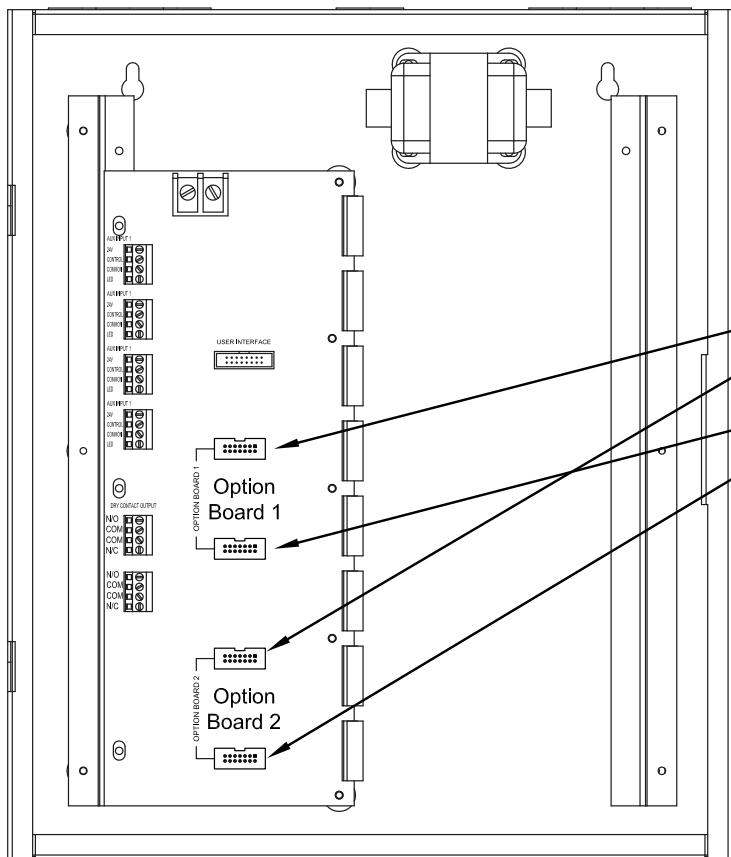 AUX INPUT 1
24V
CONTROL
COMMON
LED
AUX INPUT 1
24V
CONTROL
COMMON
LED
AUX INPUT 1
24V
CONTROL
COMMON
LED
AUX INPUT 1
24V
CONTROL
COMMON
LED
USER INTERFACE
OPTION BOARD 1
Option
Board 1
DRY CONTACT OUTPUT
N/O
COM
COM
N/C
N/O
COM
COM
N/C
OPTION BOARD 2
Option
Board 2